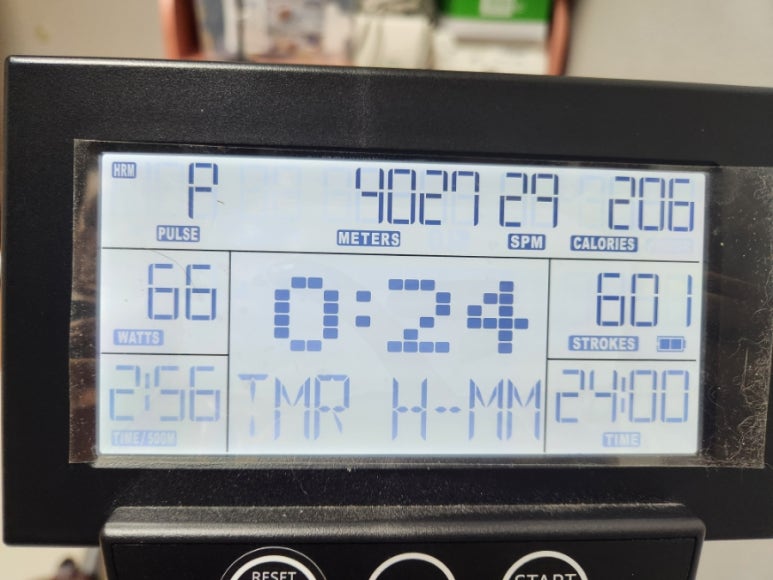 HRM P 4027 29 206
PULSE METERS SPM CALORIES
66 0:24 601
WATTS STROKES
2:56 TMR H-MM 24:00
TIME/500M TIME
RESET START